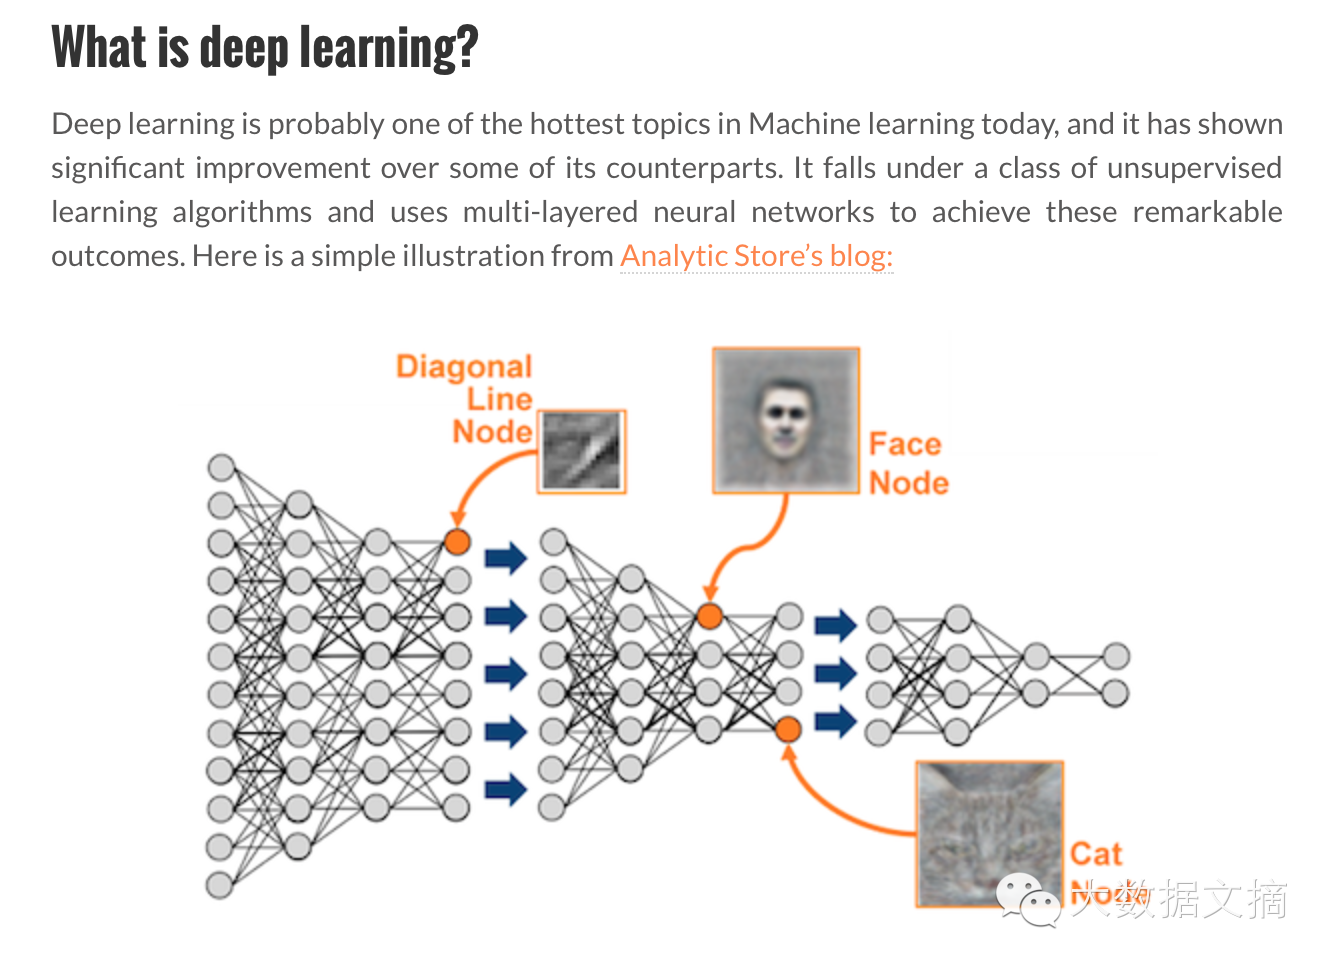 What is deep learning?
Deep learning is probably one of the hottest topics in Machine learning today, and it has shown
significant improvement over some of its counterparts. It falls under a class of unsupervised
learning algorithms and uses multi-layered neural networks to achieve these remarkable
outcomes. Here is a simple illustration from Analytic Store’s blog:
Diagonal
Line
Node
Face
Node
Cat
Node
大数据文摘